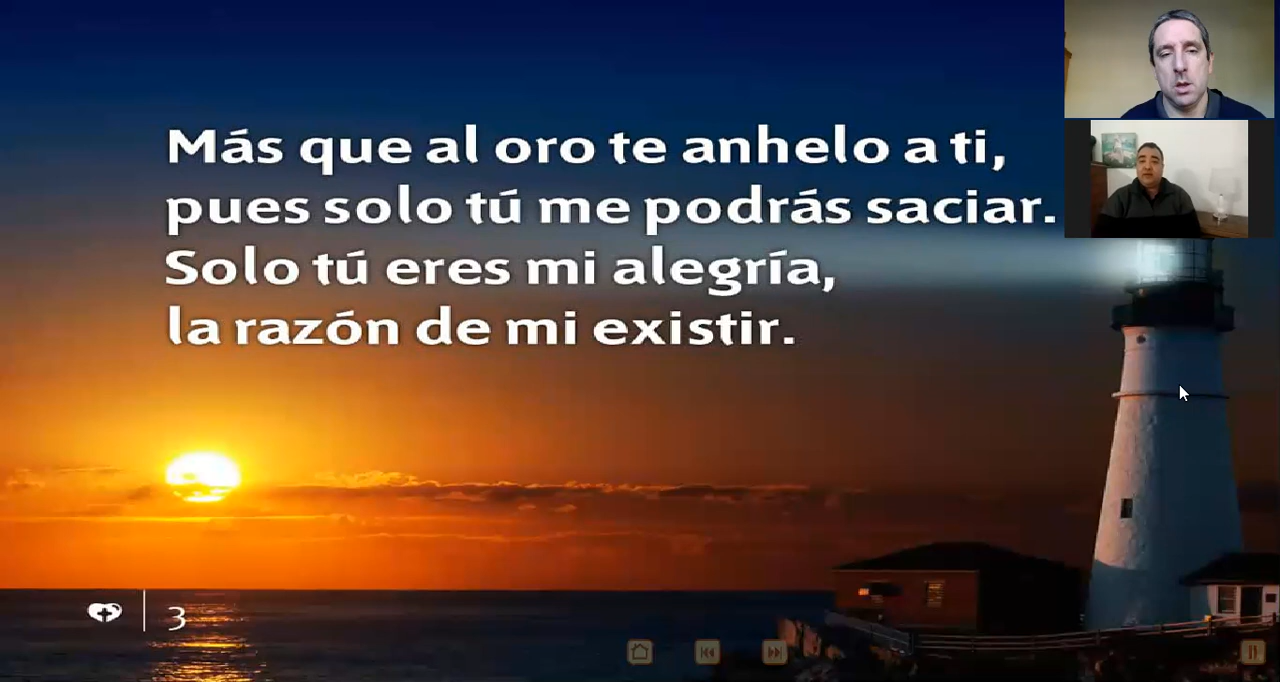 Más que al oro te anhelo a ti,
pues solo tú me podrás saciar.
Solo tú eres mi alegría,
la razón de mi existir.
3